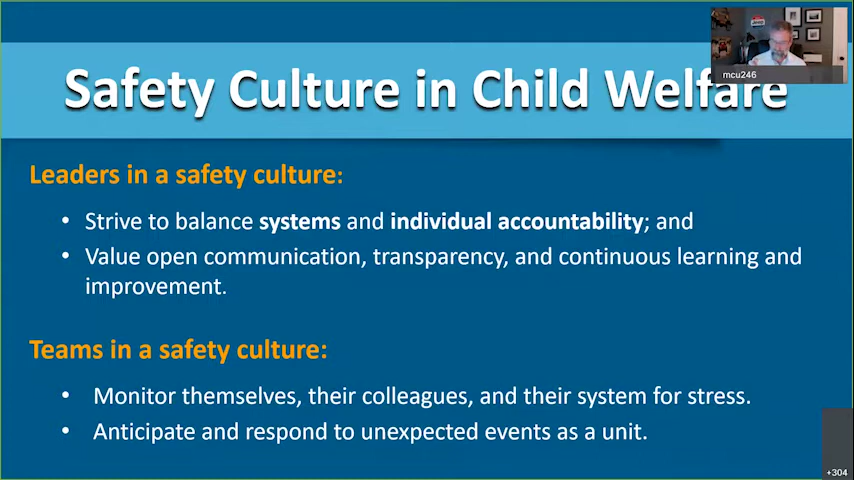 Safety Culture in Child Welfare
mcu246
Leaders in a safety culture:
• Strive to balance systems and individual accountability; and
• Value open communication, transparency, and continuous learning and
improvement.
Teams in a safety culture:
• Monitor themselves, their colleagues, and their system for stress.
• Anticipate and respond to unexpected events as a unit.
+304